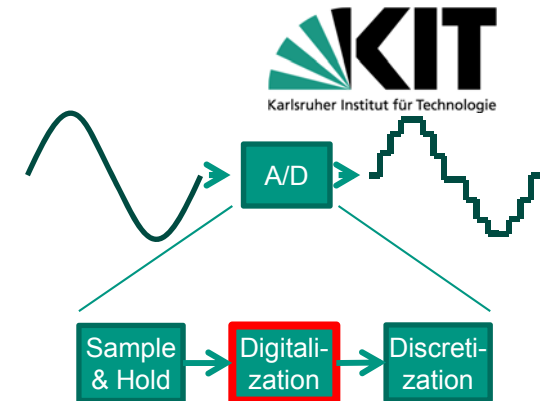 KIT
Karlsruher Institut für Technologie
A/D
Sample
& Hold
Digitali-
zation
Discreti-
zation